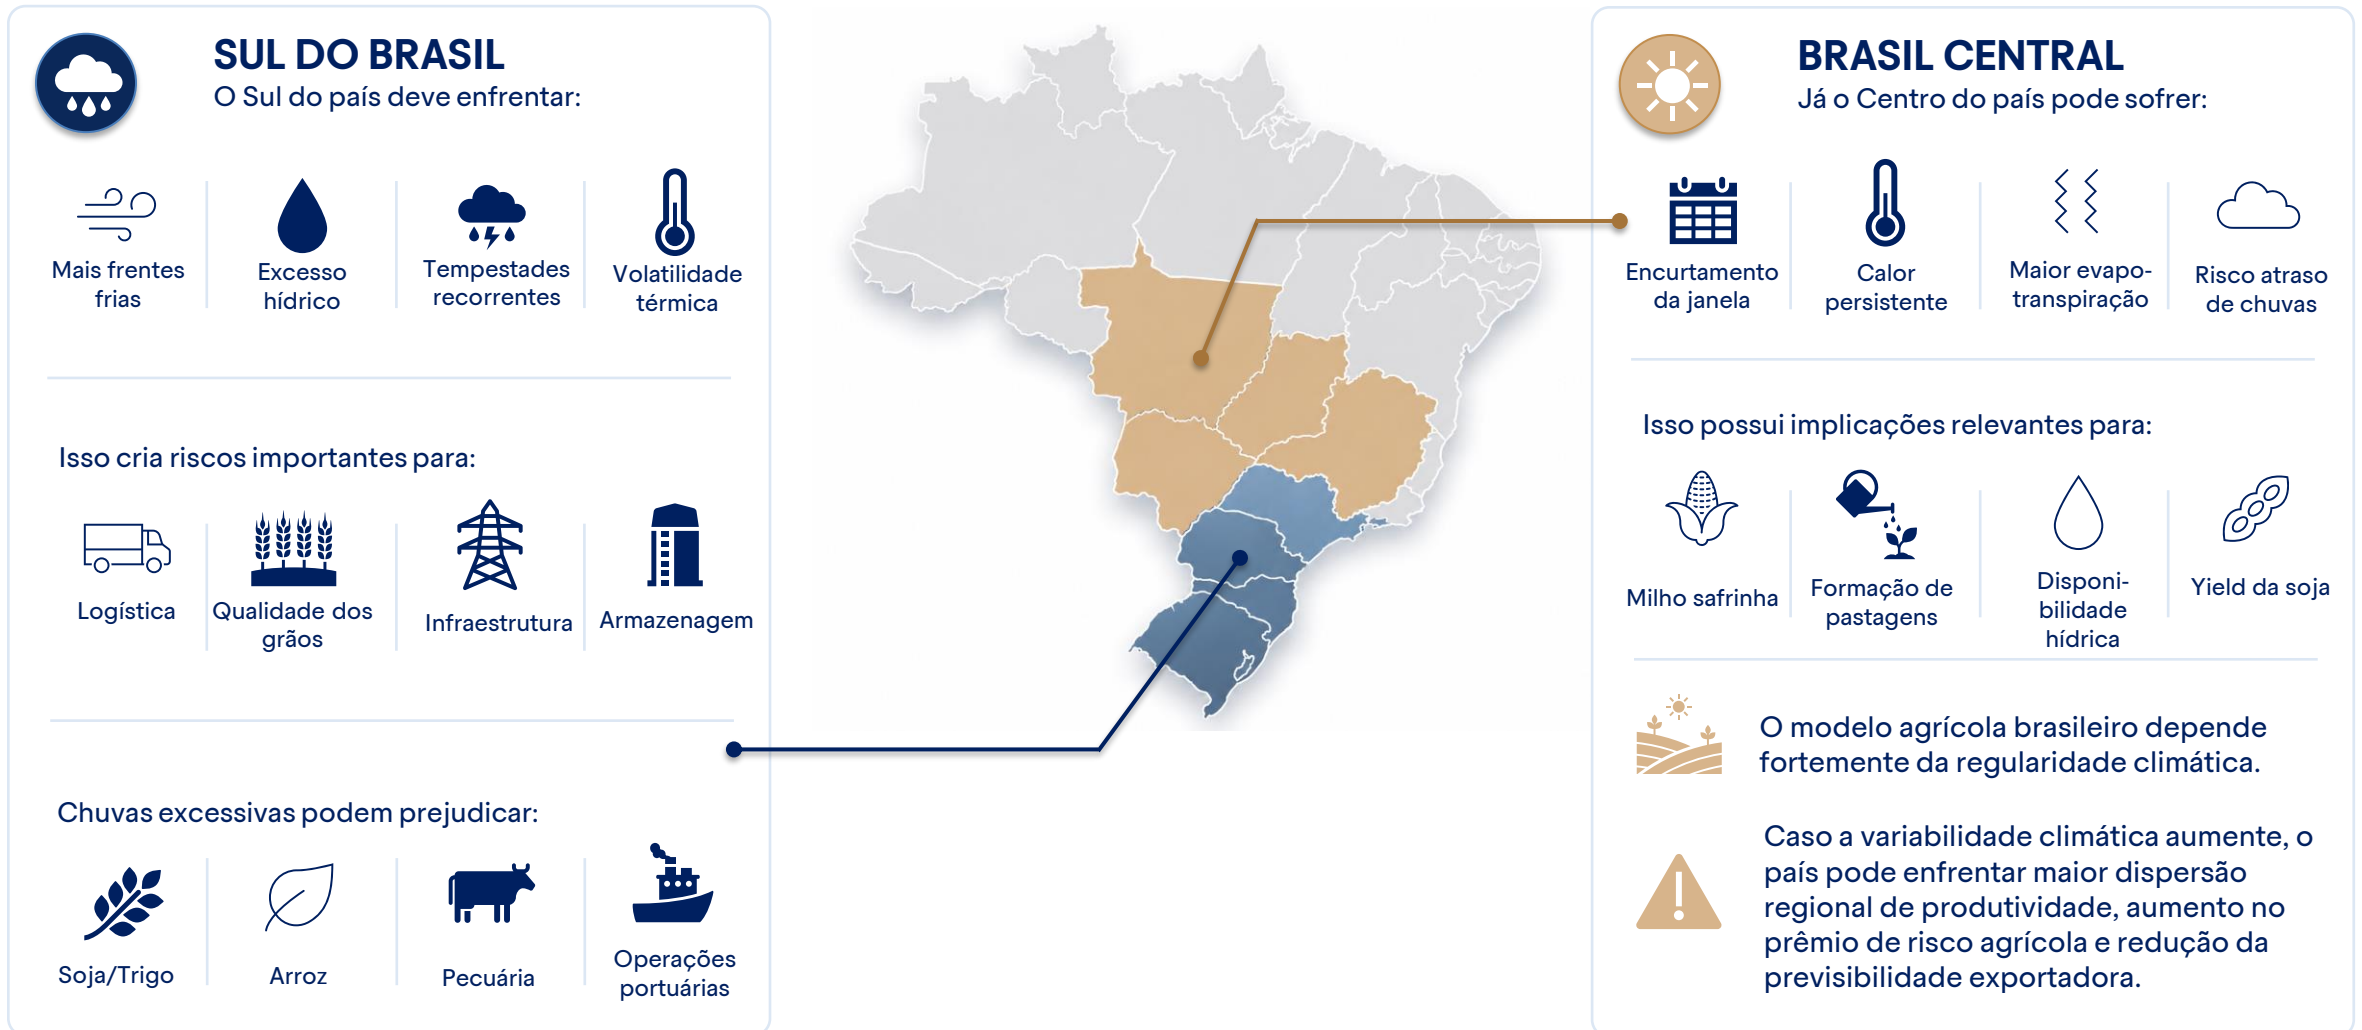 SUL DO BRASIL
O Sul do país deve enfrentar:
Mais frentes
frias
Excesso
hídrico
Tempestades
recorrentes
Volatilidade
térmica
Isso cria riscos importantes para:
Logística
Qualidade dos
grãos
Infraestrutura
Armazenagem
Chuvas excessivas podem prejudicar:
Soja/Trigo
Arroz
Pecuária
Operações
portuárias
BRASIL CENTRAL
Já o Centro do país pode sofrer:
Encurtamento
da janela
Calor
persistente
Maior evapo-
transpiração
Risco atraso
de chuvas
Isso possui implicações relevantes para:
Milho safrinha
Formação de
pastagens
Disponi-
bilidade
hídrica
Yield da soja
O modelo agrícola brasileiro depende
fortemente da regularidade climática.
Caso a variabilidade climática aumente, o
país pode enfrentar maior dispersão
regional de produtividade, aumento no
prêmio de risco agrícola e redução da
previsibilidade exportadora.